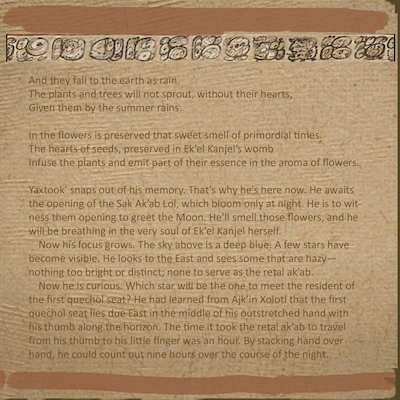 And they fall to the earth as rain.
The plants and trees will not sprout, without their hearts,
Given them by the summer rains.
In the flowers is preserved that sweet smell of primordial times.
The hearts of seeds, preserved in Ek'el Kanjel's womb
Infuse the plants and emit part of their essence in the aroma of flowers.
Yaxtook' snaps out of his memory. That's why he's here now. He awaits
the opening of the Sak Ak'ab Lol, which bloom only at night. He is to wit-
ness them opening to greet the Moon. He'll smell those flowers, and he
will be breathing in the very soul of Ek'el Kanjel herself.
Now his focus grows. The sky above is a deep blue. A few stars have
become visible. He looks to the East and sees some that are hazy—
nothing too bright or distinct; none to serve as the retal ak'ab.
Now he is curious. Which star will be the one to meet the resident of
the first quechol seat? He had learned from Ajk'in Xolotl that the first
quechol seat lies due East in the middle of his outstretched hand with
his thumb along the horizon. The time it took the retal ak'ab to travel
from his thumb to his little finger was an hour. By stacking hand over
hand, he could count out nine hours over the course of the night.